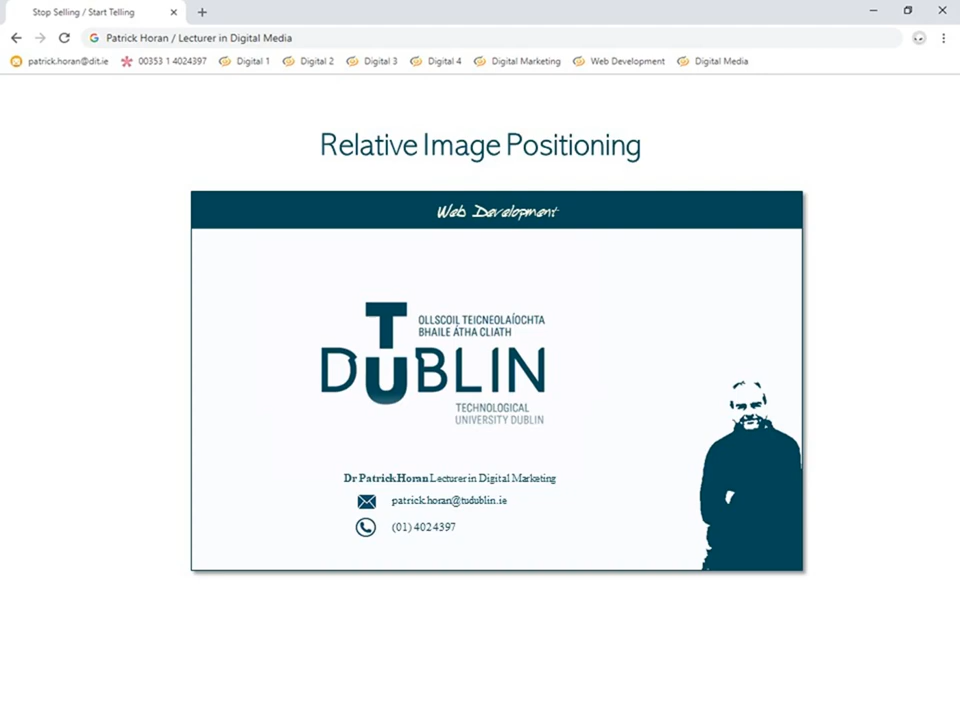 Stop Selling / Start Telling
Patrick Horan / Lecturer in Digital Media
patrick.horan@dit.ie 00353 1 4024397 Digital 1 Digital 2 Digital 3 Digital 4 Digital Marketing Web Development Digital Media
Relative Image Positioning
Web Development
OLLSCOIL TEICNEOLAÍOCHTA
BHAILE ÁTHA CLIATH
T
DUBLIN
TECHNOLOGICAL
UNIVERSITY DUBLIN
Dr Patrick Horan Lecturer in Digital Marketing
patrick.horan@tudublin.ie
(01) 4024397